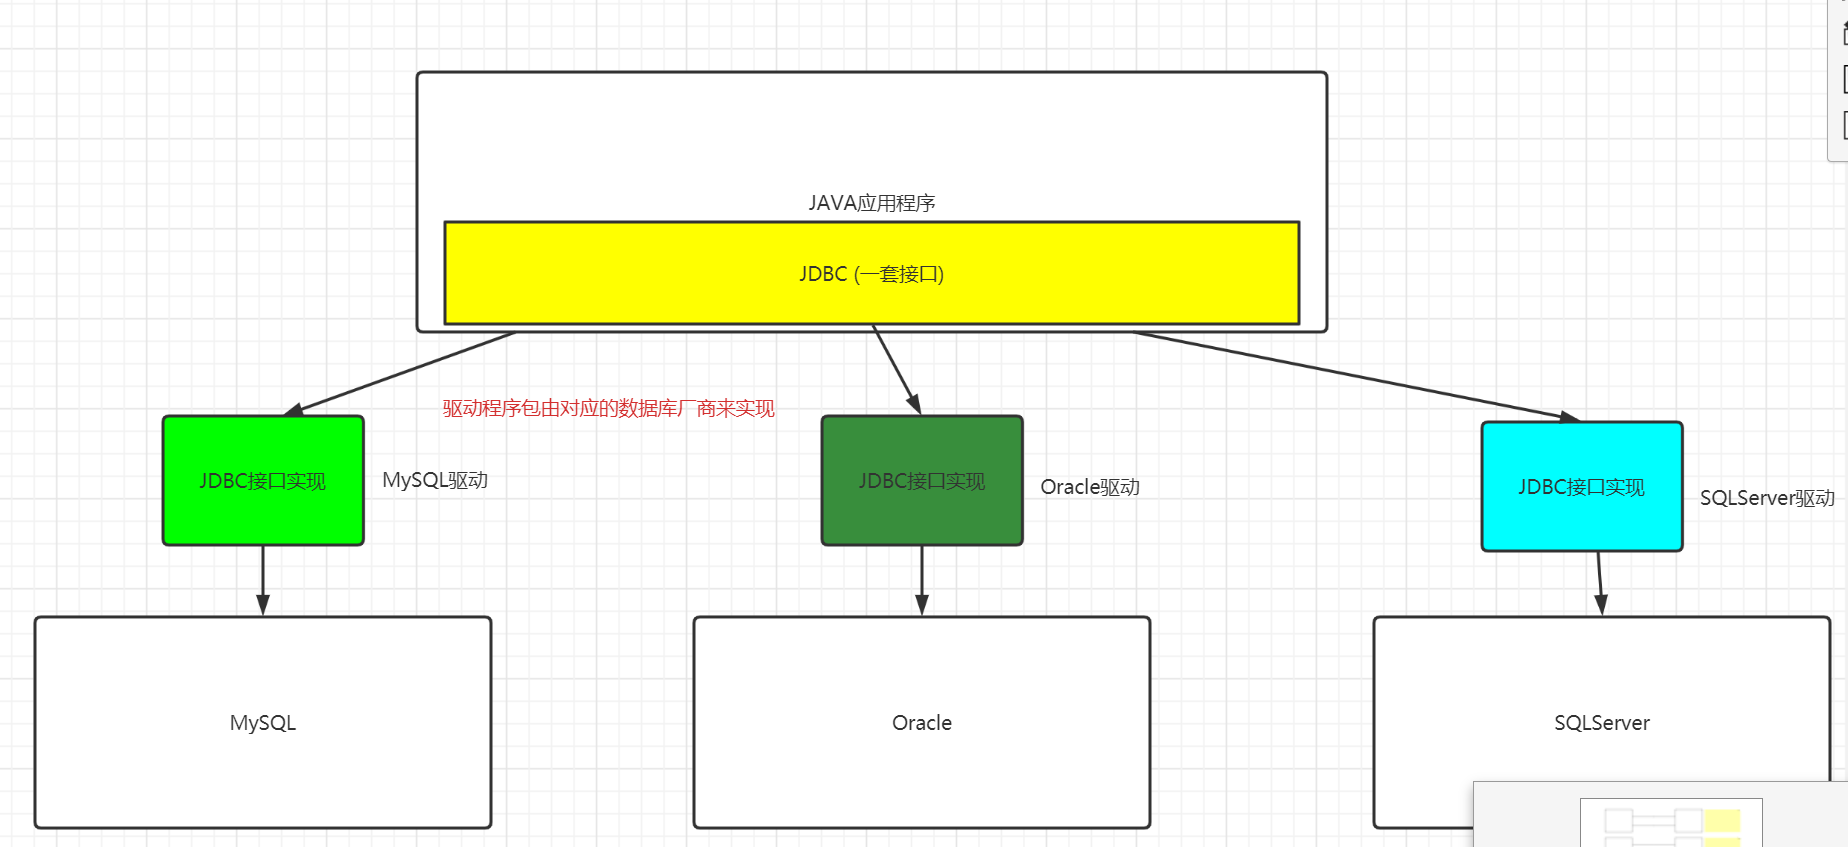 JAVA应用程序
JDBC (一套接口)
驱动程序包由对应的数据库厂商来实现
JDBC接口实现
MySQL驱动
JDBC接口实现
Oracle驱动
JDBC接口实现
SQLServer驱动
MySQL
Oracle
SQLServer